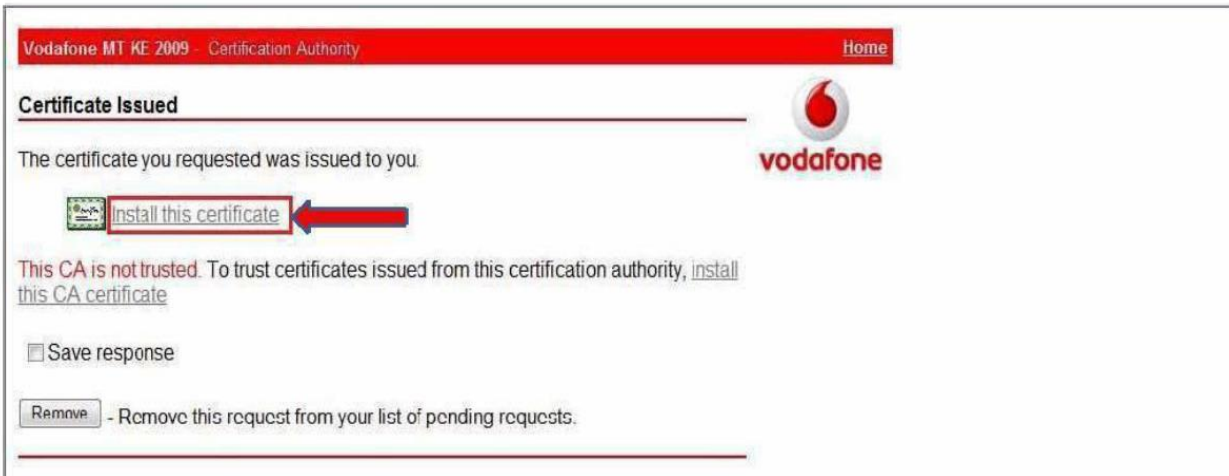 Vodafone MT KE 2009 - Certification Authority
Home
Certificate Issued
vodafone
The certificate you requested was issued to you.
Install this certificate
This CA is not trusted. To trust certificates issued from this certification authority, install
this CA certificate
Save response
Remove - Remove this request from your list of pending requests.